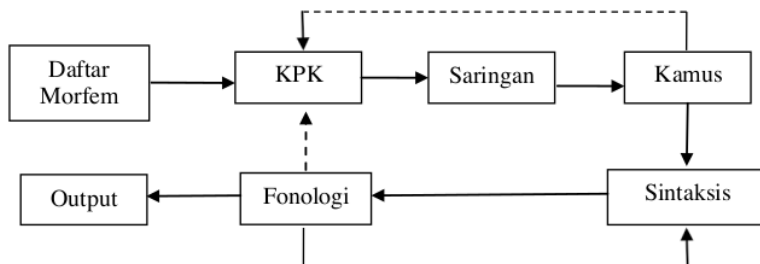 Daftar
Morfem
KPK
Saringan
Kamus
Output
Fonologi
Sintaksis